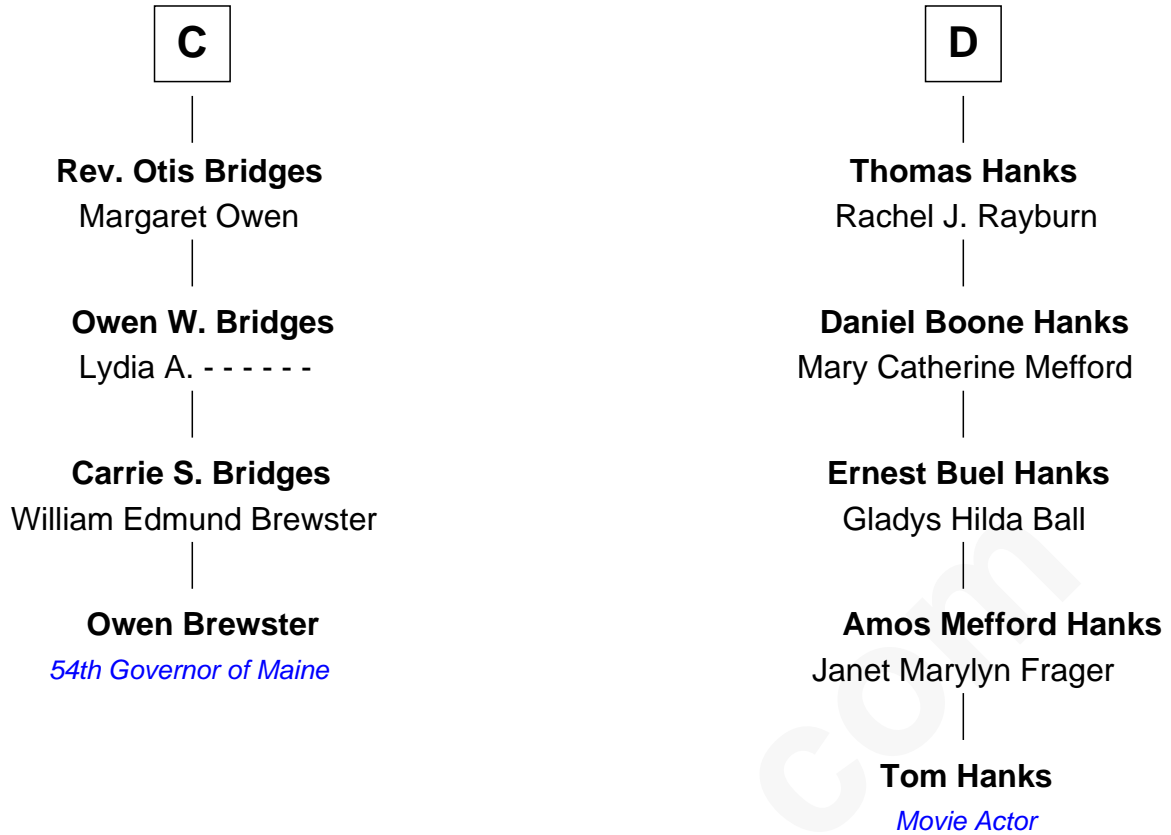 C
Rev. Otis Bridges
Margaret Owen
Owen W. Bridges
Lydia A. - - - - - -
Carrie S. Bridges
William Edmund Brewster
Owen Brewster
54th Governor of Maine
D
Thomas Hanks
Rachel J. Rayburn
Daniel Boone Hanks
Mary Catherine Mefford
Ernest Buel Hanks
Gladys Hilda Ball
Amos Mefford Hanks
Janet Marylyn Frager
Tom Hanks
Movie Actor
com